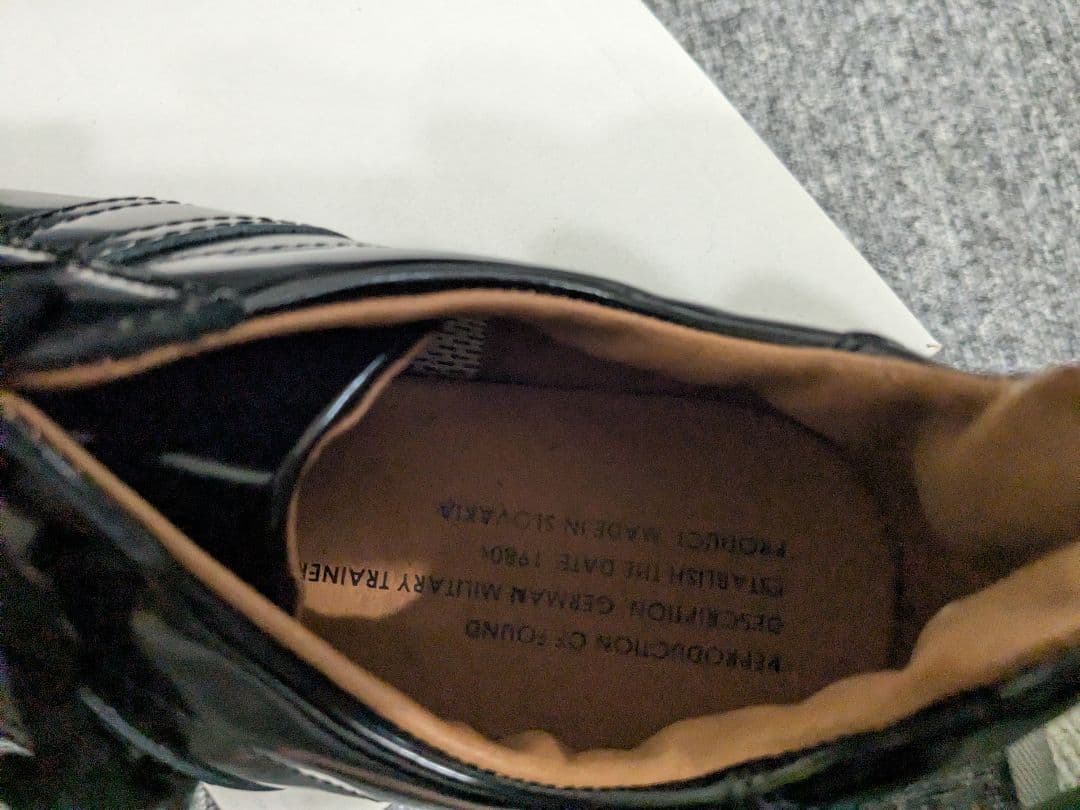 REPRODUCTION OF FOUND
DESCRIPTION GERMAN MILITARY TRAINER
ESTABLISH THE DATE 1980s
PRODUCT MADE IN SLOVAKIA